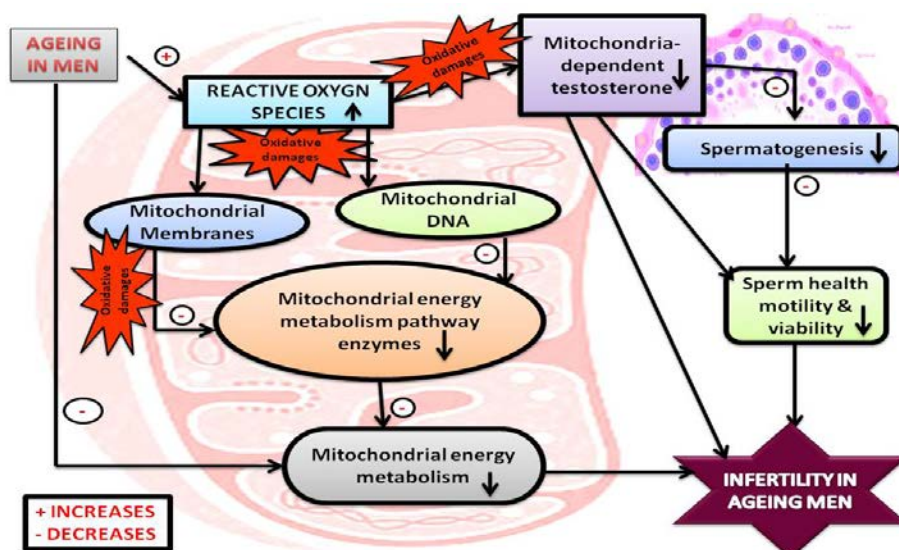 AGEING
IN MEN
+
Oxidative
damages
Mitochondria-
dependent
testosterone
-
REACTIVE OXYGN
SPECIES
Oxidative
damages
Spermatogenesis
-
Mitochondrial
Membranes
Mitochondrial
DNA
Oxidative
damages
-
-
Mitochondrial energy
metabolism pathway
enzymes
Sperm health
motility &
viability
-
-
Mitochondrial energy
metabolism
INFERTILITY IN
AGEING MEN
+ INCREASES
- DECREASES